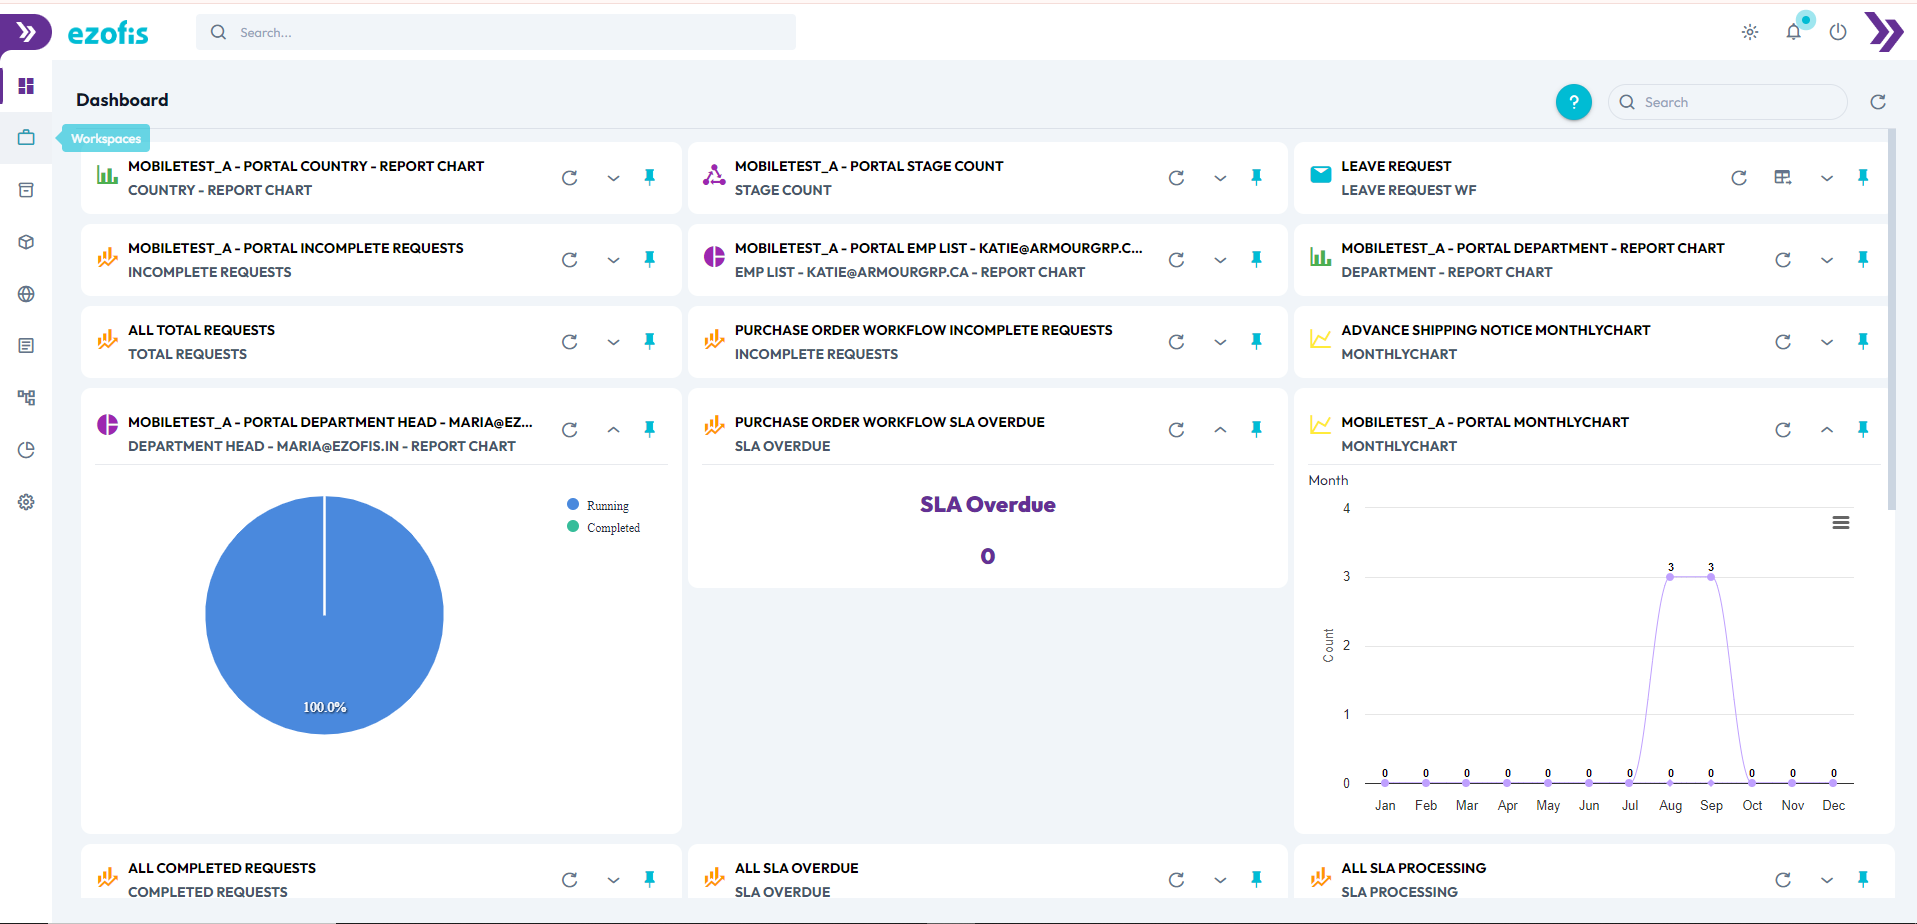 ezofis
Search...
Dashboard
?
Search
Workspaces
MOBILETEST_A - PORTAL COUNTRY - REPORT CHART
COUNTRY - REPORT CHART
MOBILETEST_A - PORTAL STAGE COUNT
STAGE COUNT
LEAVE REQUEST
LEAVE REQUEST WF
MOBILETEST_A - PORTAL INCOMPLETE REQUESTS
INCOMPLETE REQUESTS
MOBILETEST_A - PORTAL EMP LIST - KATIE@ARMOURGRP.C...
EMP LIST - KATIE@ARMOURGRP.CA - REPORT CHART
MOBILETEST_A - PORTAL DEPARTMENT - REPORT CHART
DEPARTMENT - REPORT CHART
ALL TOTAL REQUESTS
TOTAL REQUESTS
PURCHASE ORDER WORKFLOW INCOMPLETE REQUESTS
INCOMPLETE REQUESTS
ADVANCE SHIPPING NOTICE MONTHLYCHART
MONTHLYCHART
MOBILETEST_A - PORTAL DEPARTMENT HEAD - MARIA@EZ...
DEPARTMENT HEAD - MARIA@EZOFIS.IN - REPORT CHART
Running
Completed
100.0%
PURCHASE ORDER WORKFLOW SLA OVERDUE
SLA OVERDUE
SLA Overdue
0
MOBILETEST_A - PORTAL MONTHLYCHART
MONTHLYCHART
Month
4
3
2
1
0
Count
3 3
0 0 0 0 0 0 0 0 0 0 0 0
Jan Feb Mar Apr May Jun Jul Aug Sep Oct Nov Dec
ALL COMPLETED REQUESTS
COMPLETED REQUESTS
ALL SLA OVERDUE
SLA OVERDUE
ALL SLA PROCESSING
SLA PROCESSING